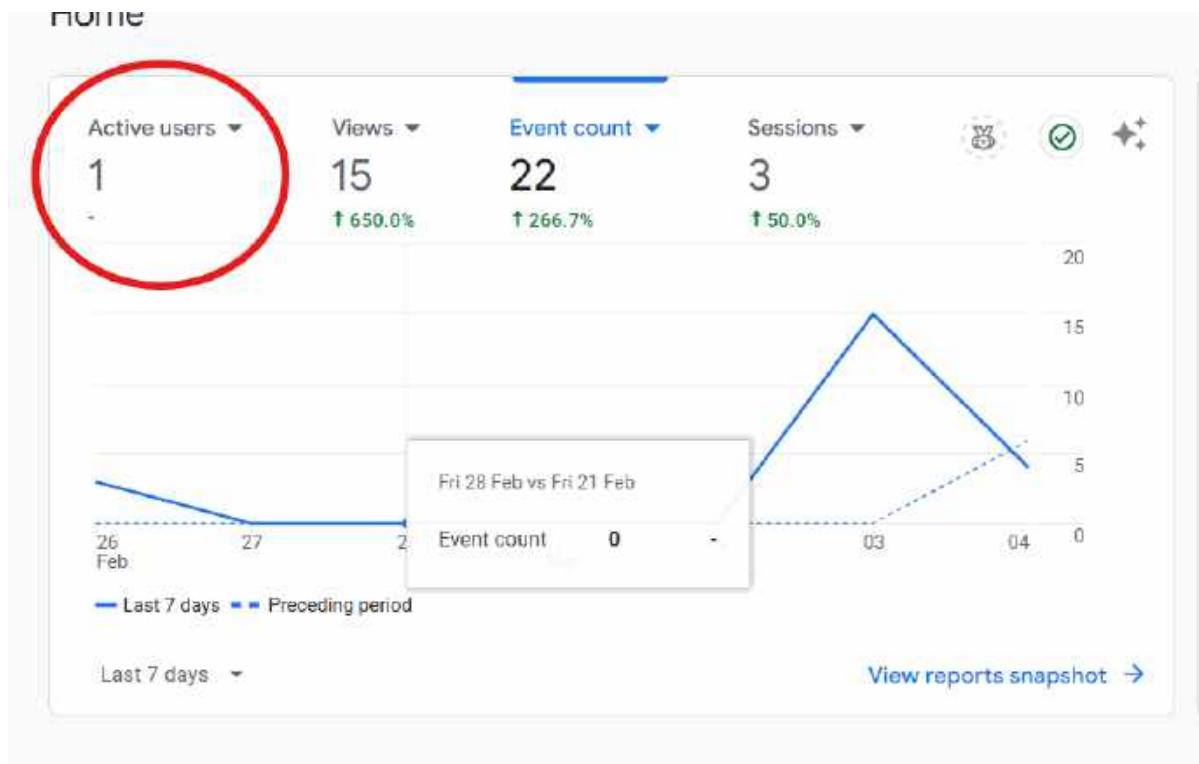 Home
Active users Views Event count Sessions
1 15 22 3
- ↑ 650.0% ↑ 266.7% ↑ 50.0%
20
15
10
Fri 28 Feb vs Fri 21 Feb
5
Event count 0 -
0
26 27 2 03 04
Feb
Last 7 days Preceding period
Last 7 days View reports snapshot →